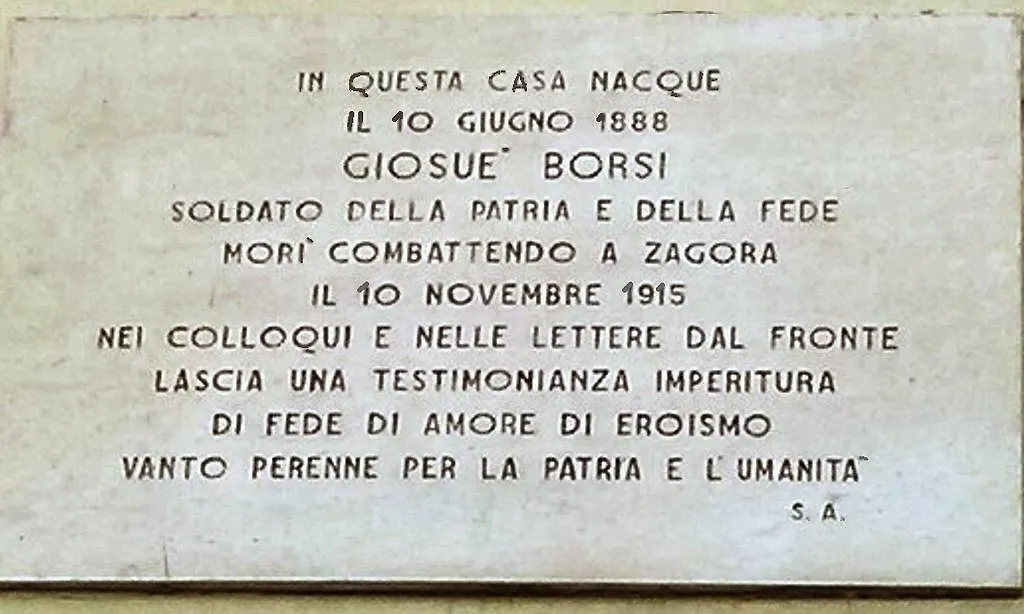 IN QUESTA CASA NACQUE
IL 10 GIUGNO 1888
GIOSUE` BORSI
SOLDATO DELLA PATRIA E DELLA FEDE
MORI` COMBATTENDO A ZAGORA
IL 10 NOVEMBRE 1915
NEI COLLOQUI E NELLE LETTERE DAL FRONTE
LASCIA UNA TESTIMONIANZA IMPERITURA
DI FEDE DI AMORE DI EROISMO
VANTO PERENNE PER LA PATRIA E L'UMANITA`
S. A.